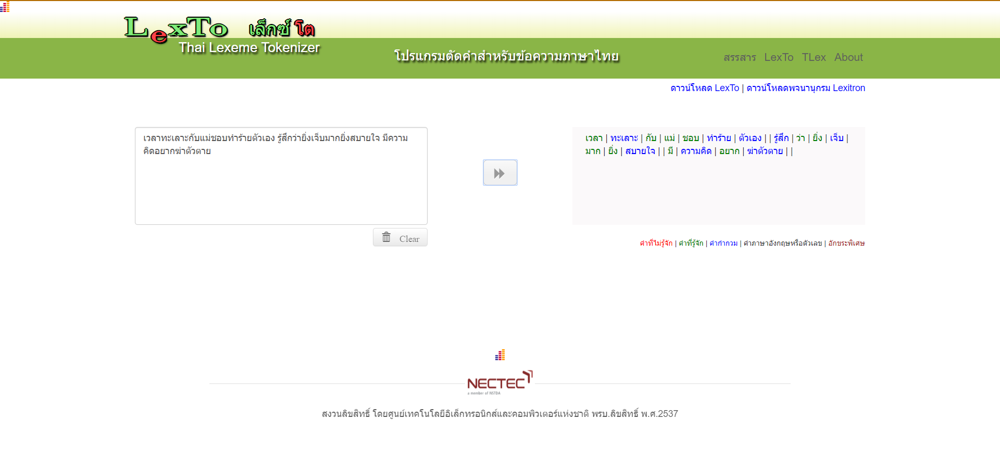 LexTo เล็กซ์โต
Thai Lexeme Tokenizer
โปรแกรมตัดคำสำหรับข้อความภาษาไทย
สรรสาร LexTo TLex About
ดาวน์โหลด LexTo | ดาวน์โหลดพจนานุกรม Lexitron
เวลาทะเลาะกับแม่ชอบทำร้ายตัวเอง รู้สึกว่ายิ่งเจ็บมากยิ่งสบายใจ มีความ
คิดอยากฆ่าตัวตาย
Clear
เวลา | ทะเลาะ | กับ | แม่ | ชอบ | ทำร้าย | ตัวเอง | | รู้สึก | ว่า | ยิ่ง | เจ็บ |
มาก | ยิ่ง | สบายใจ | | มี | ความคิด | อยาก | ฆ่าตัวตาย | |
คำที่ไม่รู้จัก | คำที่รู้จัก | คำกำกวม | คำภาษาอังกฤษหรือตัวเลข | อักขระพิเศษ
NECTEC
a member of NSTDA
สงวนลิขสิทธิ์ โดยศูนย์เทคโนโลยีอิเล็กทรอนิกส์และคอมพิวเตอร์แห่งชาติ พรบ.ลิขสิทธิ์ พ.ศ.2537